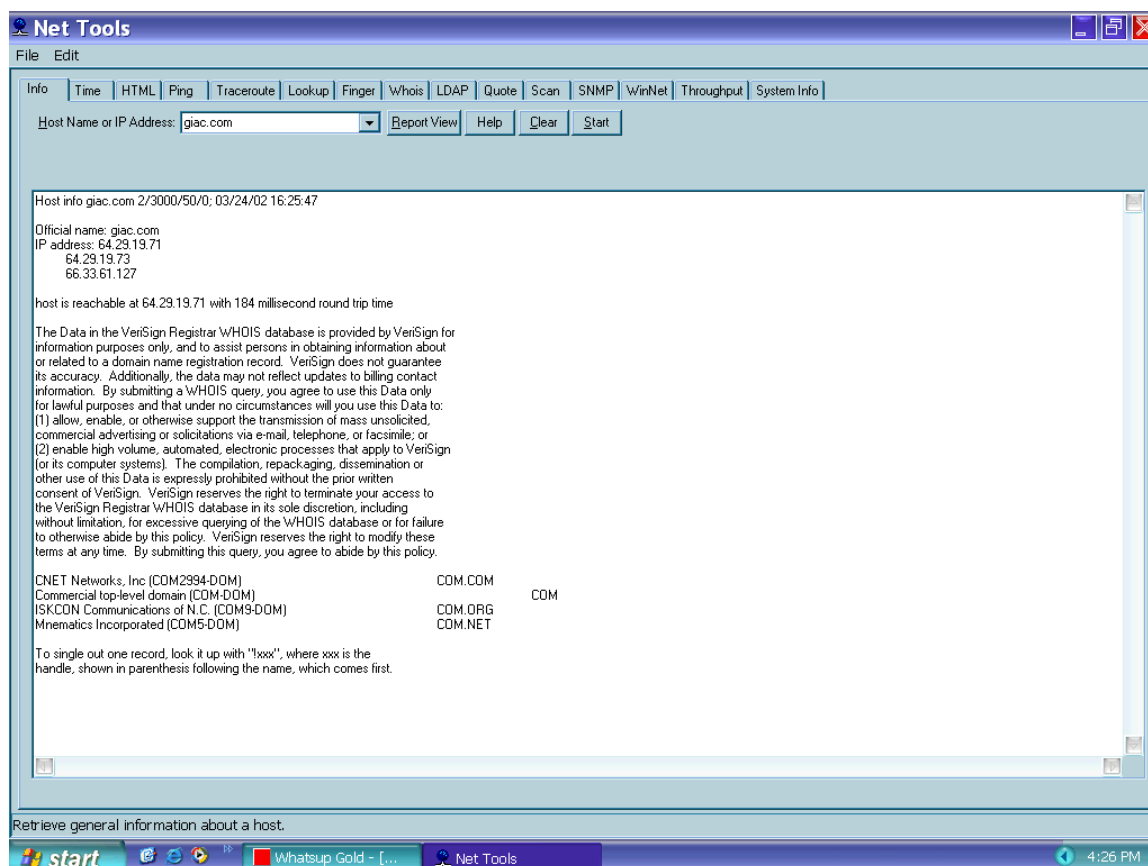 Net Tools
File Edit
Info Time HTML Ping Traceroute Lookup Finger Whois LDAP Quote Scan SNMP WinNet Throughput System Info
Host Name or IP Address: giac.com Report View Help Clear Start
Host info giac.com 2/3000/50/0; 03/24/02 16:25:47
Official name: giac.com
IP address: 64.29.19.71
64.29.19.73
66.33.61.127
host is reachable at 64.29.19.71 with 184 millisecond round trip time
The Data in the VeriSign Registrar WHOIS database is provided by VeriSign for
information purposes only, and to assist persons in obtaining information about
or related to a domain name registration record. VeriSign does not guarantee
its accuracy. Additionally, the data may not reflect updates to billing contact
information. By submitting a WHOIS query, you agree to use this Data only
for lawful purposes and that under no circumstances will you use this Data to:
(1) allow, enable, or otherwise support the transmission of mass unsolicited,
commercial advertising or solicitations via e-mail, telephone, or facsimile; or
(2) enable high volume, automated, electronic processes that apply to VeriSign
(or its computer systems). The compilation, repackaging, dissemination or
other use of this Data is expressly prohibited without the prior written
consent of VeriSign. VeriSign reserves the right to terminate your access to
the VeriSign Registrar WHOIS database in its sole discretion, including
without limitation, for excessive querying of the WHOIS database or for failure
to otherwise abide by this policy. VeriSign reserves the right to modify these
terms at any time. By submitting this query, you agree to abide by this policy.
CNET Networks, Inc (COM2994-DOM) COM.COM
Commercial top-level domain (COM-DOM) COM
ISKCON Communications of N.C. (COM9-DOM) COM.ORG
Mnematics Incorporated (COM5-DOM) COM.NET
To single out one record, look it up with "!xxx", where xxx is the
handle, shown in parenthesis following the name, which comes first.
Retrieve general information about a host.
start Whatsup Gold - [... Net Tools 4:26 PM